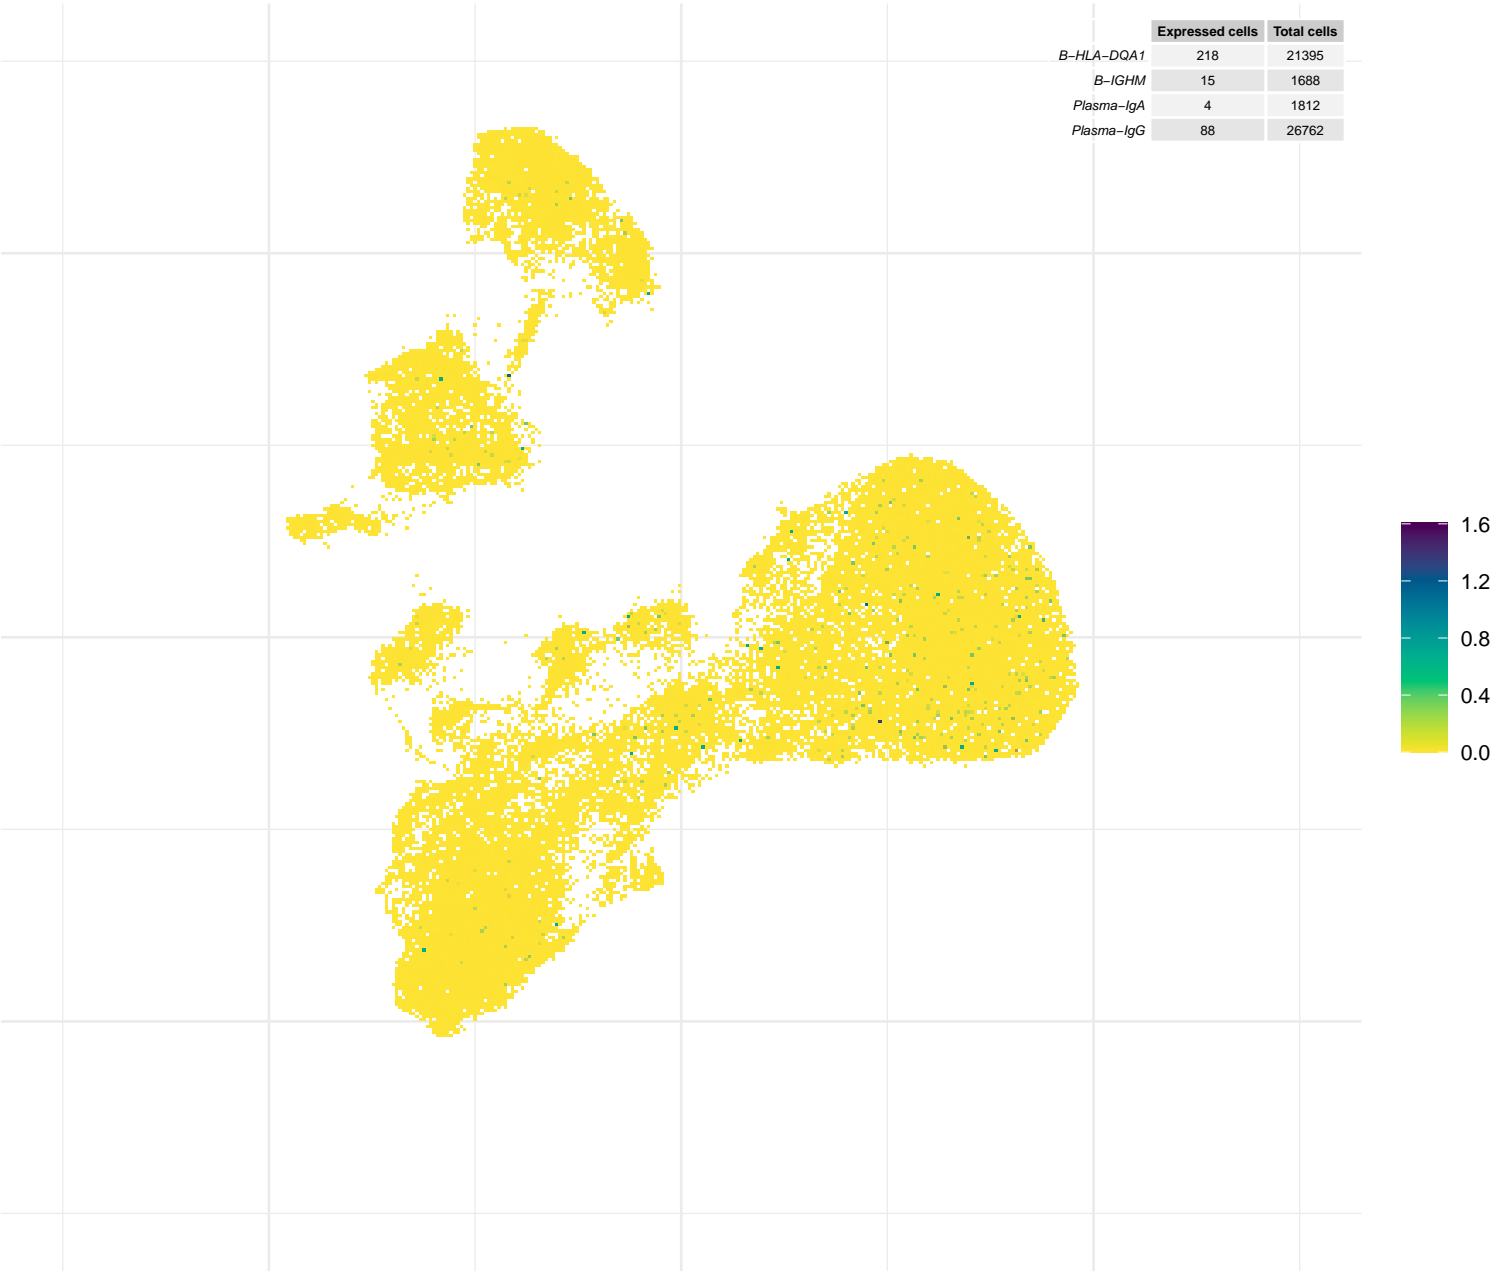 Expressed cells Total cells
B−HLA−DQA1 218 21395
B−IGHM 15 1688
Plasma−IgA 4 1812
Plasma−IgG 88 26762
1.6
1.2
0.8
0.4
0.0